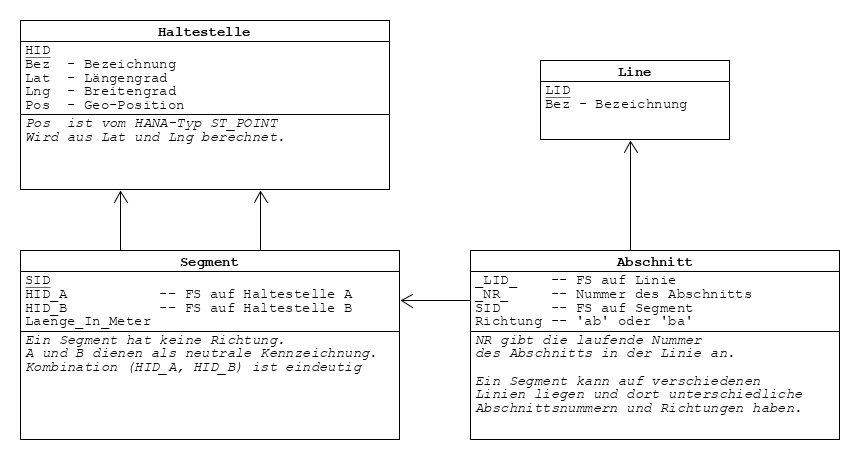 Haltestelle
HID
Bez - Bezeichnung
Lat - Längengrad
Lng - Breitengrad
Pos - Geo-Position
Pos ist vom HANA-Typ ST_POINT
Wird aus Lat und Lng berechnet.
Line
LID
Bez - Bezeichnung
Segment
SID
HID_A -- FS auf Haltestelle A
HID_B -- FS auf Haltestelle B
Laenge_In_Meter
Ein Segment hat keine Richtung.
A und B dienen als neutrale Kennzeichnung.
Kombination (HID_A, HID_B) ist eindeutig
Abschnitt
_LID_ -- FS auf Linie
_NR_ -- Nummer des Abschnitts
SID -- FS auf Segment
Richtung -- 'ab' oder 'ba'
NR gibt die laufende Nummer
des Abschnitts in der Linie an.
Ein Segment kann auf verschiedenen
Linien liegen und dort unterschiedliche
Abschnittsnummern und Richtungen haben.